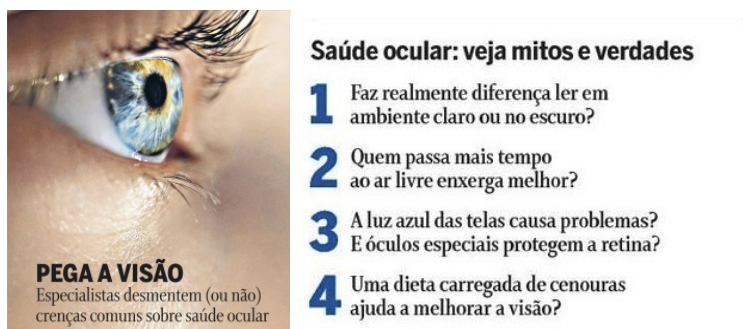 PEGA A VISÃO
Especialistas desmentem (ou não)
crenças comuns sobre saúde ocular
Saúde ocular: veja mitos e verdades
1 Faz realmente diferença ler em
ambiente claro ou no escuro?
2 Quem passa mais tempo
ao ar livre enxerga melhor?
3 A luz azul das telas causa problemas?
E óculos especiais protegem a retina?
4 Uma dieta carregada de cenouras
ajuda a melhorar a visão?